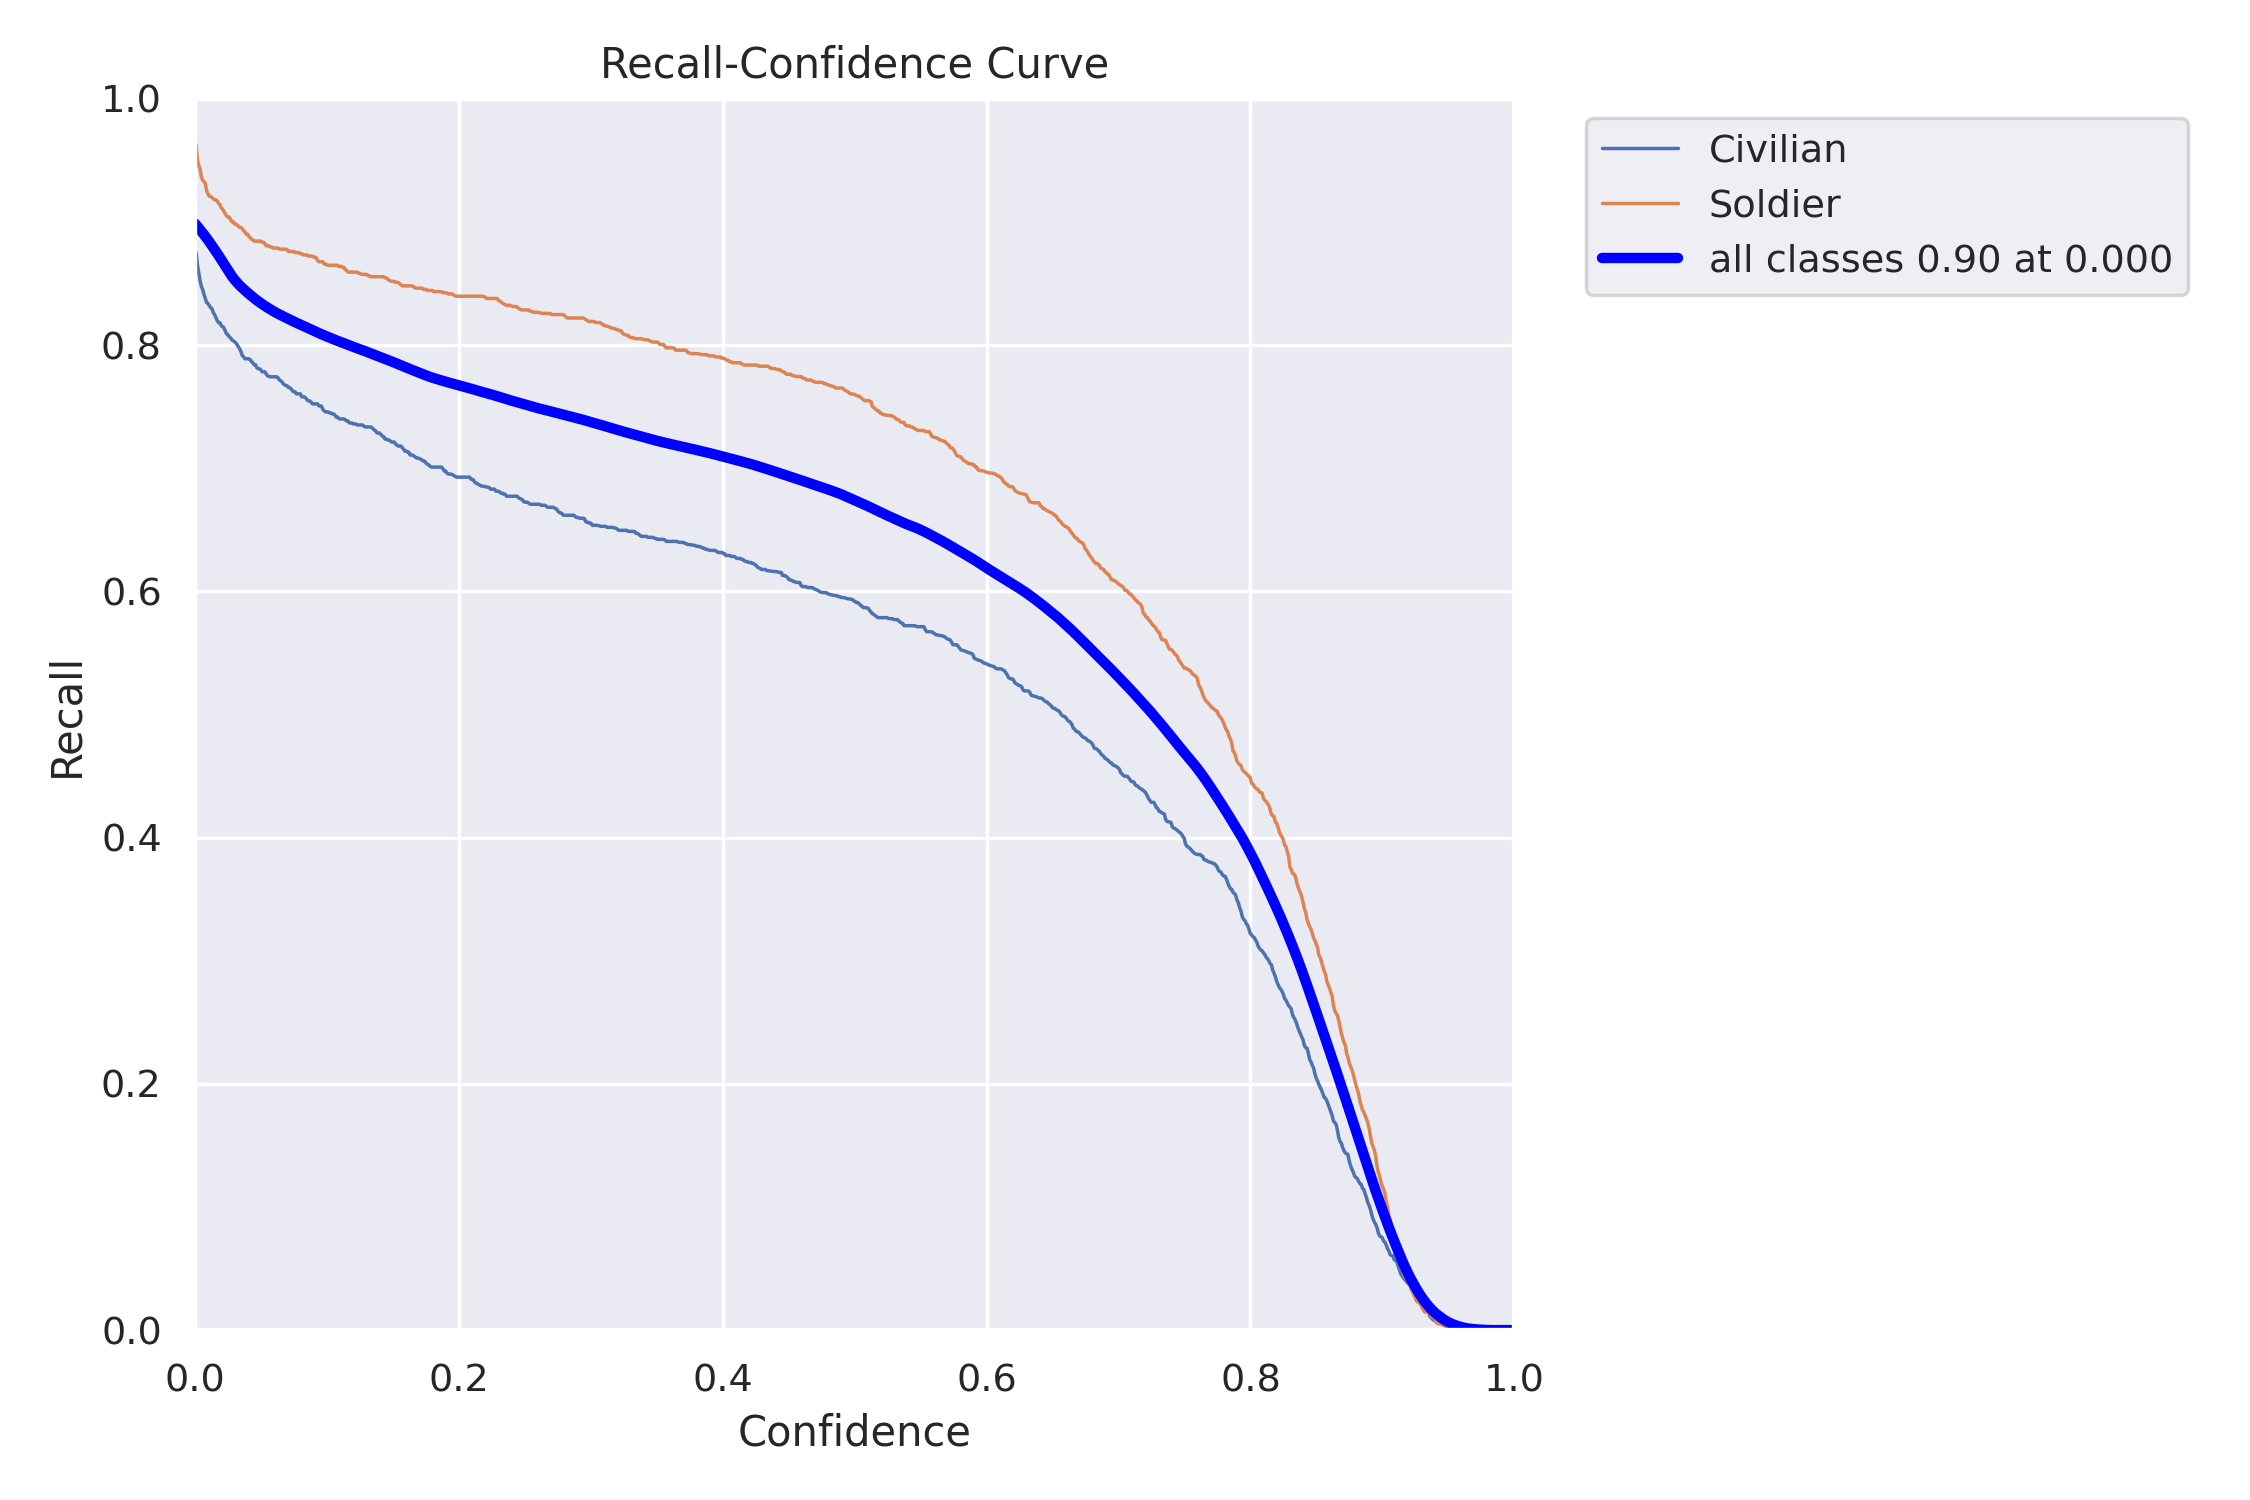 Recall-Confidence Curve
1.0
0.8
0.6
0.4
0.2
0.0
Recall
0.0 0.2 0.4 0.6 0.8 1.0
Confidence
Civilian
Soldier
all classes 0.90 at 0.000